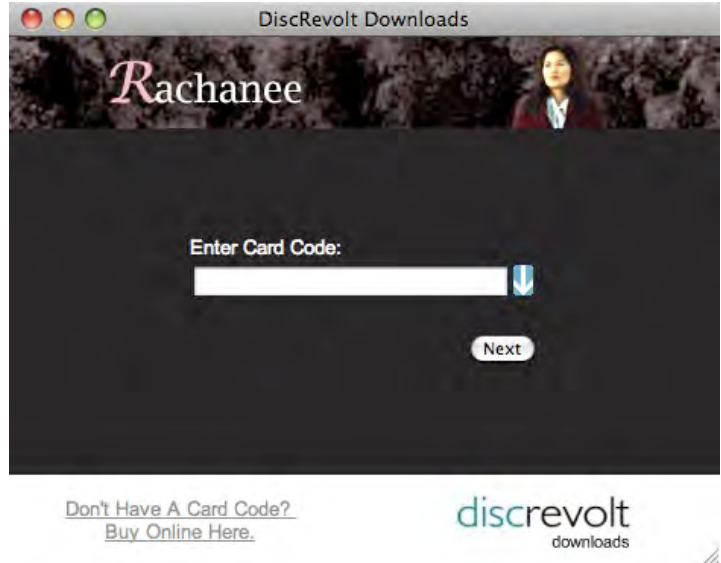 DiscRevolt Downloads
Rachanee
Enter Card Code:
Next
Don't Have A Card Code?
Buy Online Here.
discrevolt
downloads